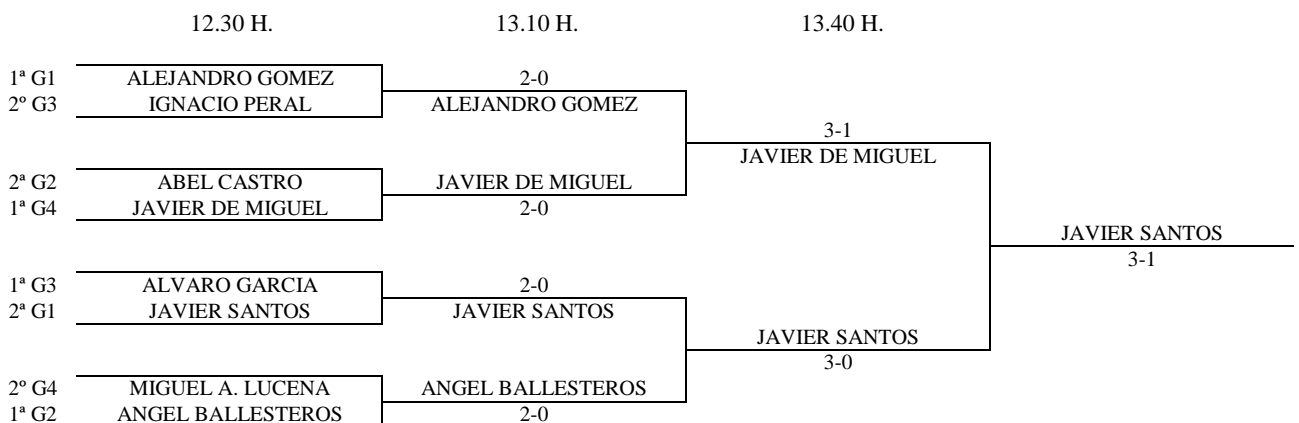 12.30 H. 13.10 H. 13.40 H.
1ª G1 ALEJANDRO GOMEZ 2-0
2º G3 IGNACIO PERAL ALEJANDRO GOMEZ
3-1
JAVIER DE MIGUEL
2ª G2 ABEL CASTRO JAVIER DE MIGUEL
1ª G4 JAVIER DE MIGUEL 2-0
JAVIER SANTOS
3-1
1ª G3 ALVARO GARCIA 2-0
2ª G1 JAVIER SANTOS JAVIER SANTOS
JAVIER SANTOS
3-0
2º G4 MIGUEL A. LUCENA ANGEL BALLESTEROS
1ª G2 ANGEL BALLESTEROS 2-0